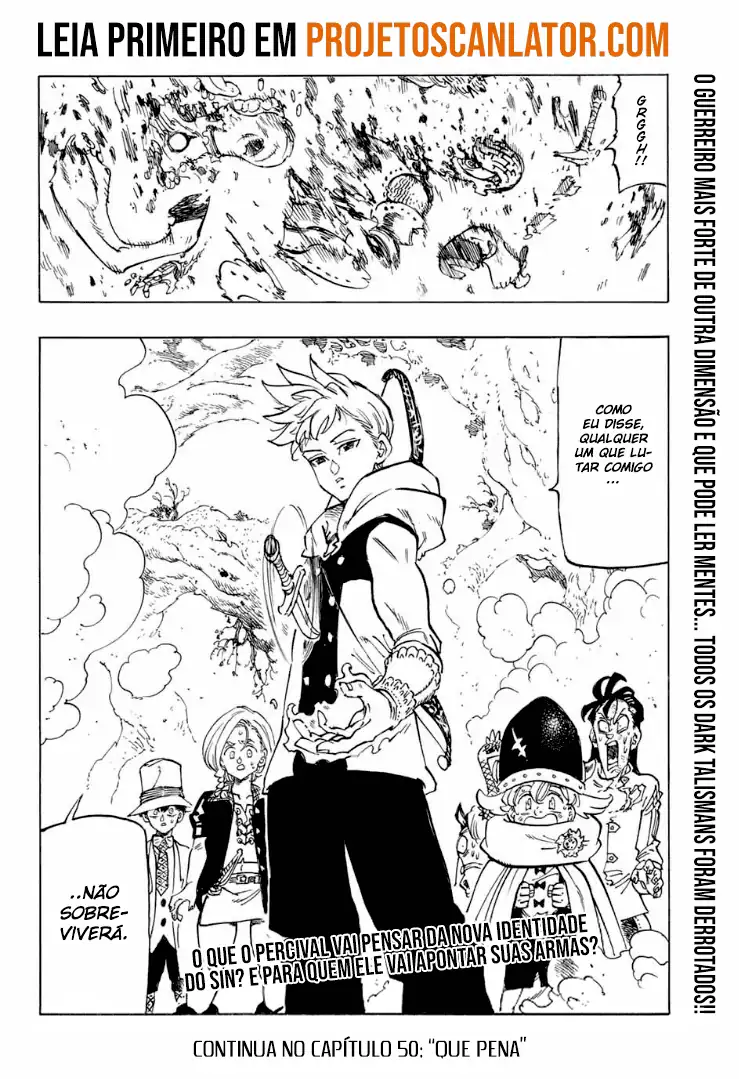 LEIA PRIMEIRO EM PROJETOSCANLATOR.COM
GRGGH!!
O GUERREIRO MAIS FORTE DE OUTRA DIMENSÃO E QUE PODE LER MENTES... TODOS OS DARK TALISMANS FORAM DERROTADOS!!
COMO
EU DISSE,
QUALQUER
UM QUE LU-
TAR COMIGO
...
..NÃO
SOBRE-
VIVERÁ.
O QUE O PERCIVAL VAI PENSAR DA NOVA IDENTIDADE
DO SIN? E PARA QUEM ELE VAI APONTAR SUAS ARMAS?
CONTINUA NO CAPÍTULO 50: “QUE PENA”